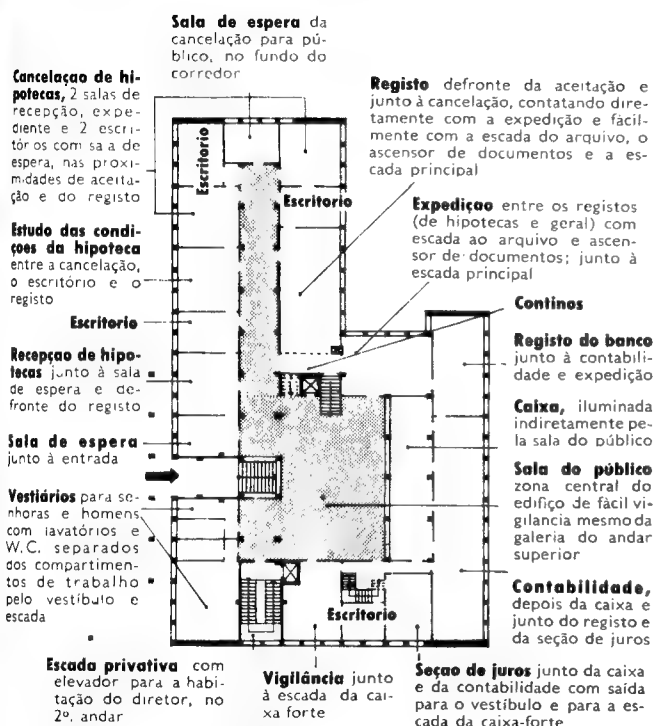 Sala de espera da
cancelação para pú-
blico, no fundo do
corredor
Cancelaçao de hi-
potecas, 2 salas de
recepção, expe-
diente e 2 escri-
tórios com sala de
espera, nas proxi-
midades de aceita-
ção e do registo
Estudo das condi-
çoes da hipoteca
entre a cancelação,
o escritório e o
registo
Escritorio
Recepçao de hipo-
tecas junto à sala
de espera e de-
fronte do registo
Sala de espera
junto à entrada
Vestiários para se-
nhoras e homens
com lavatórios e
W.C. separados
dos compartimen-
tos de trabalho
pelo vestíbulo e
escada
Escritorio
Escritorio
Escritorio
Registo defronte da aceitação e
junto à cancelação, contatando dire-
tamente com a expedição e fácil-
mente com a escada do arquivo, o
ascensor de documentos e a es-
cada principal
Expediçao entre os registos
(de hipotecas e geral) com
escada ao arquivo e ascen-
sor de documentos; junto à
escada principal
Continos
Registo do banco
junto à contabili-
dade e expedição
Caixa, iluminada
indiretamente pe-
la sala do público
Sala do público
zona central do
edifiço de fácil vi-
gilancia mesmo da
galeria do andar
superior
Contabilidade,
depois da caixa e
junto do registo e
da seção de juros
Escada privativa com
elevador para a habi-
tação do diretor, no
2º. andar
Vigilância junto
à escada da cai-
xa forte
Seçao de juros junto da caixa
e da contabilidade com saída
para o vestíbulo e para a es-
cada da caixa-forte